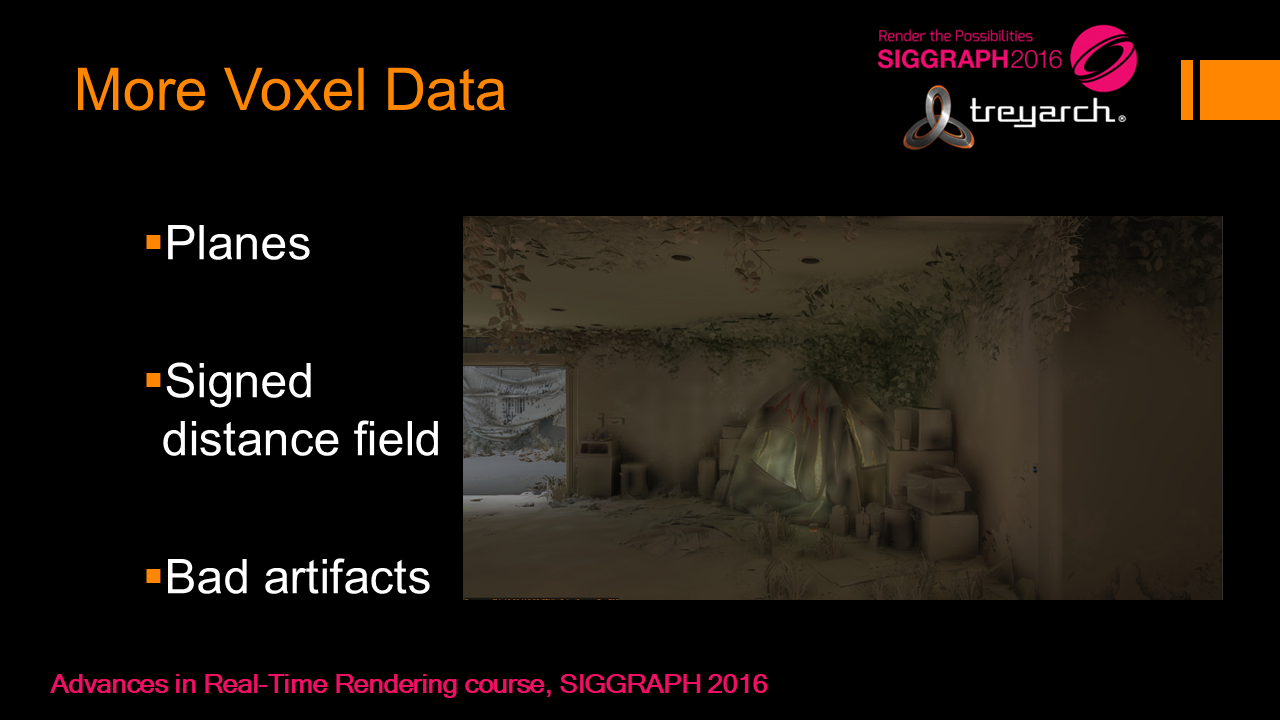 More Voxel Data
Render the Possibilities
SIGGRAPH2016
treyarch®
Planes
Signed
distance field
Bad artifacts
Advances in Real-Time Rendering course, SIGGRAPH 2016